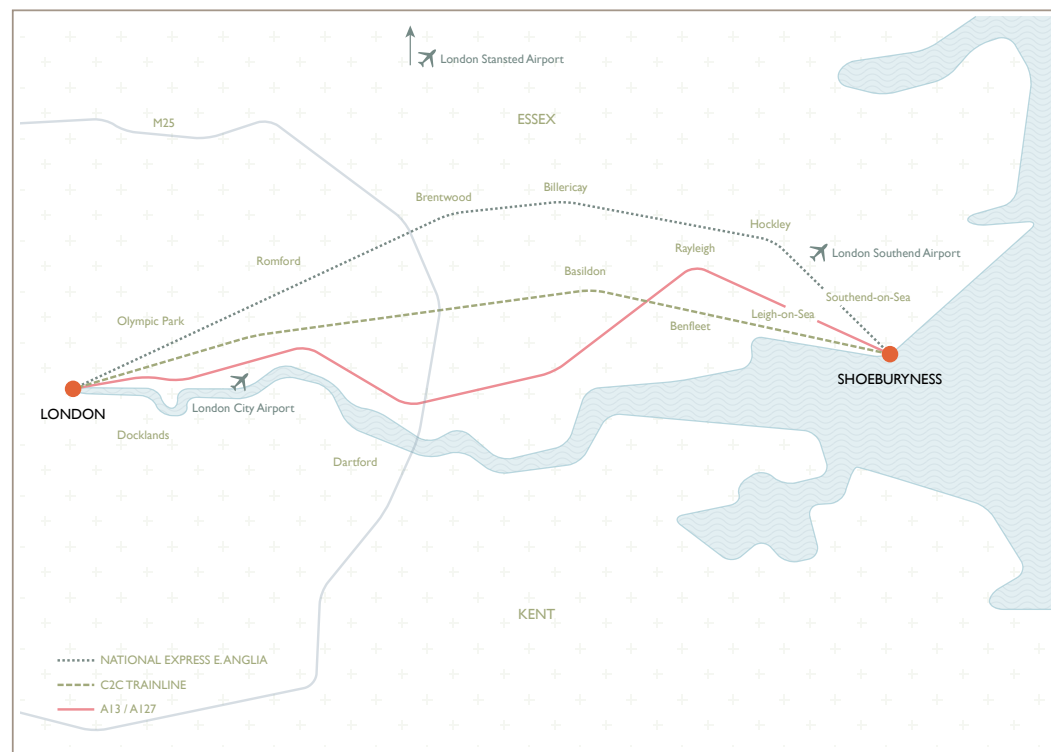 London Stansted Airport
ESSEX
M25
Billericay
Brentwood
Hockley
Rayleigh
London Southend Airport
Romford
Basildon
Southend-on-Sea
Leigh-on-Sea
Olympic Park
Benfleet
SHOEBURYNESS
London City Airport
LONDON
Docklands
Dartford
KENT
NATIONAL EXPRESS E. ANGLIA
C2C TRAINLINE
A13 / A127